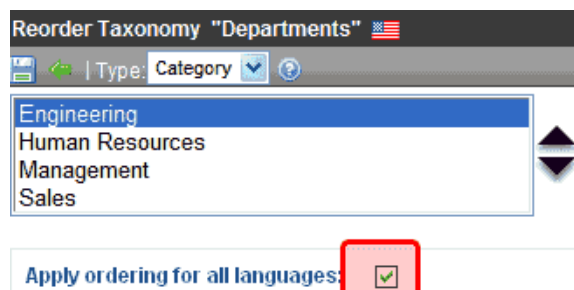 Reorder Taxonomy "Departments"
| Type: Category
Engineering
Human Resources
Management
Sales
Apply ordering for all languages: